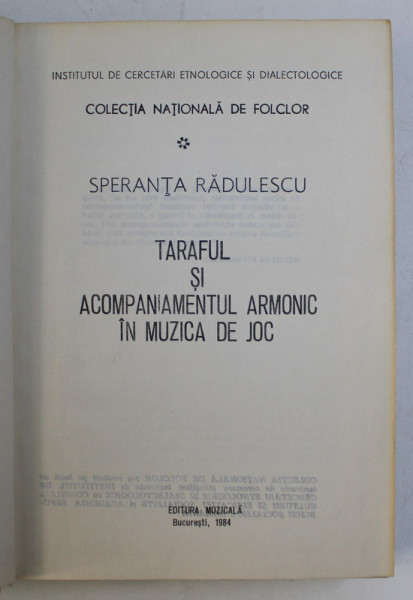 INSTITUTUL DE CERCETĂRI ETNOLOGICE ȘI DIALECTOLOGICE
COLECȚIA NAȚIONALĂ DE FOLCLOR
*
SPERANȚA RĂDULESCU
TARAFUL
ȘI
ACOMPANIAMENTUL ARMONIC
ÎN MUZICA DE JOC
EDITURA MUZICALĂ
București, 1984